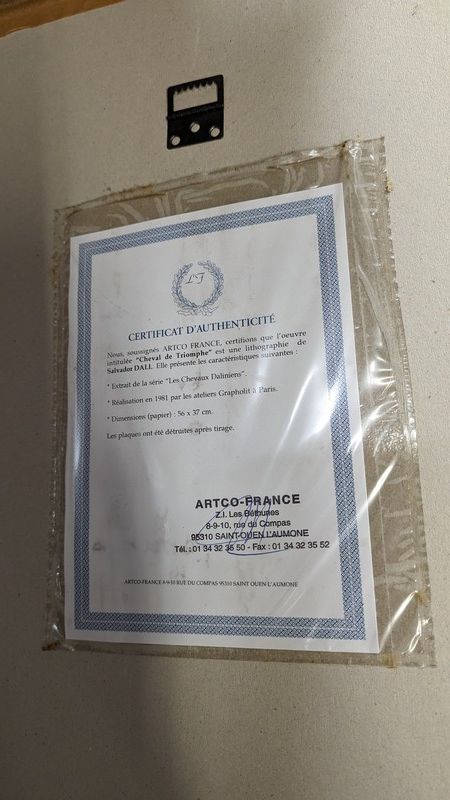 CERTIFICAT D'AUTHENTICITÉ
Nous, soussignés ARTCO FRANCE, certifions que l'oeuvre
intitulée "Cheval de Triomphe" est une lithographie de
Salvador DALI. Elle présente les caractéristiques suivantes :
* Extrait de la série "Les Chevaux Daliniens".
* Réalisation en 1981 par les ateliers Grapholit à Paris.
* Dimensions (papier) : 56 x 37 cm.
Les plaques ont été détruites après tirage.
ARTCO-FRANCE
Z.I. Les Béthunes
8-9-10, rue du Compas
95310 SAINT-OUEN L'AUMONE
Tél. : 01 34 32 35 50 - Fax : 01 34 32 35 52
ARTCO-FRANCE 8-9-10 RUE DU COMPAS 95310 SAINT OUEN L'AUMONE